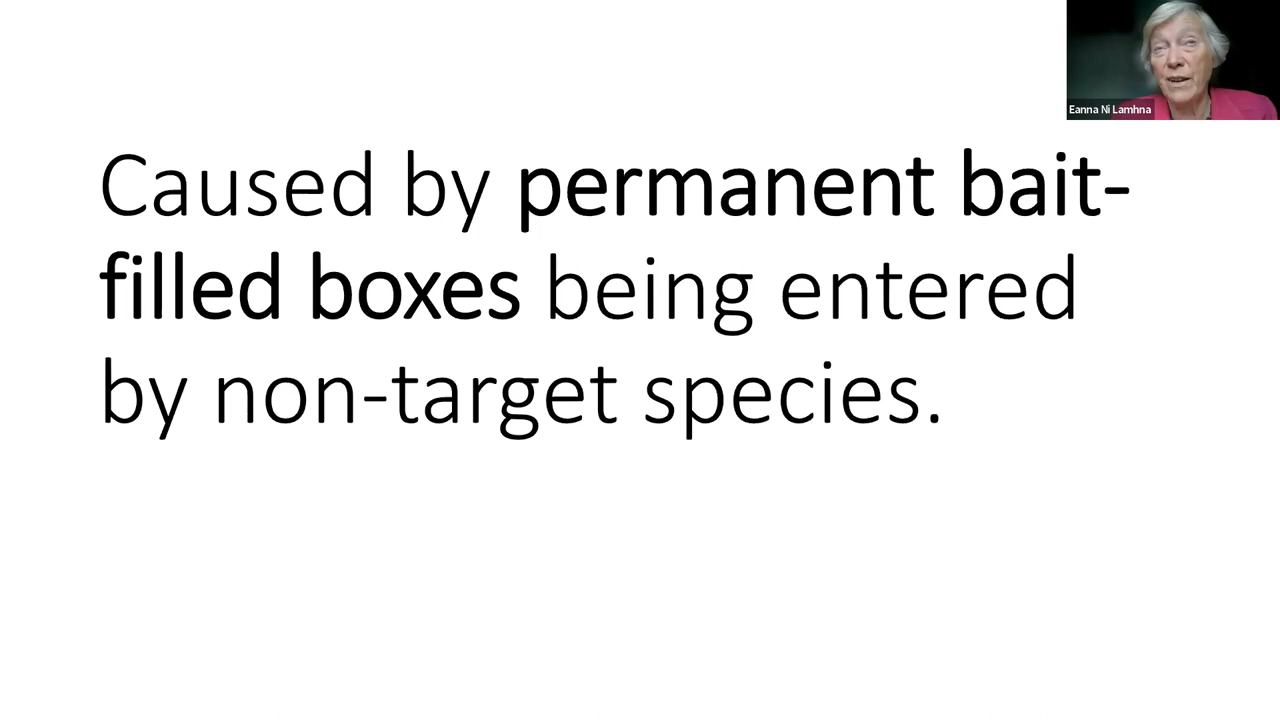 Eanna Ni Lamhna
Caused by permanent bait-
filled boxes being entered
by non-target species.